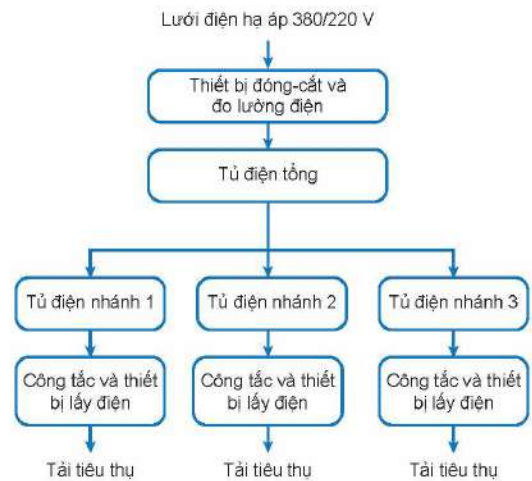 Lưới điện hạ áp 380/220 V
Thiết bị đóng-cắt và
đo lường điện
Tủ điện tổng
Tủ điện nhánh 1
Tủ điện nhánh 2
Tủ điện nhánh 3
Công tắc và thiết
bị lấy điện
Công tắc và thiết
bị lấy điện
Công tắc và thiết
bị lấy điện
Tải tiêu thụ
Tải tiêu thụ
Tải tiêu thụ